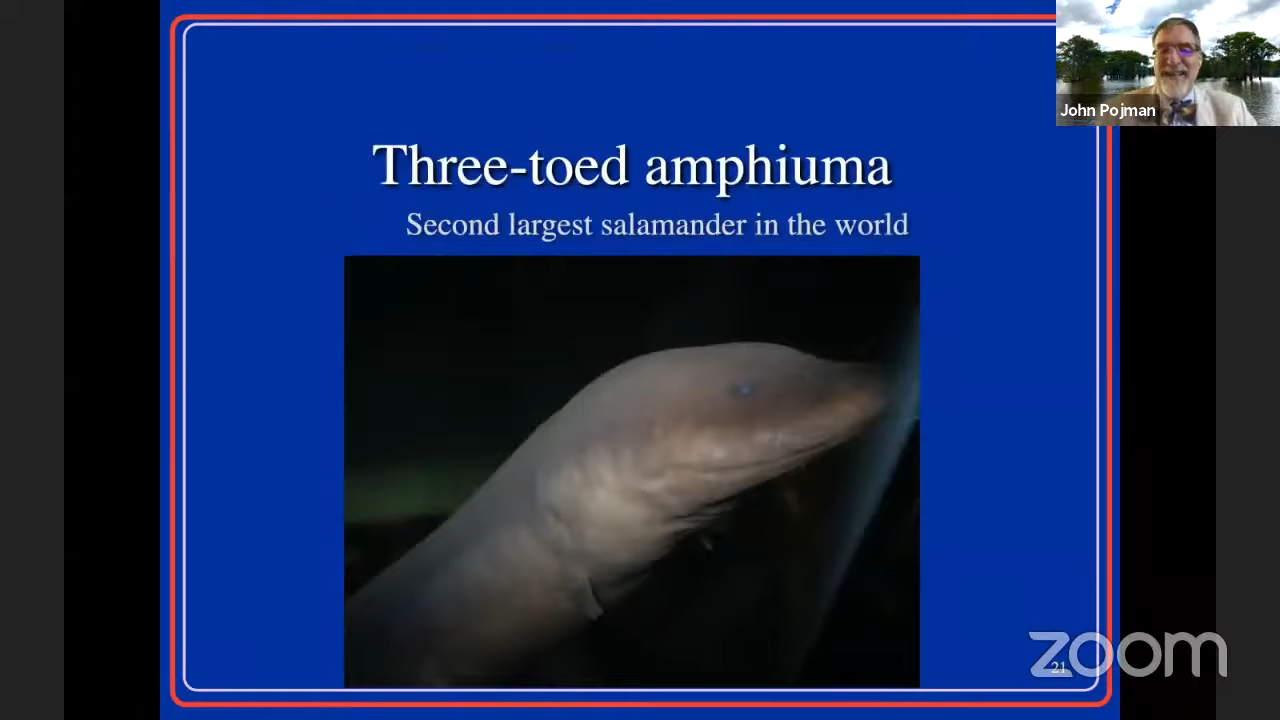 John Pojman
Three-toed amphiuma
Second largest salamander in the world
zoom
21